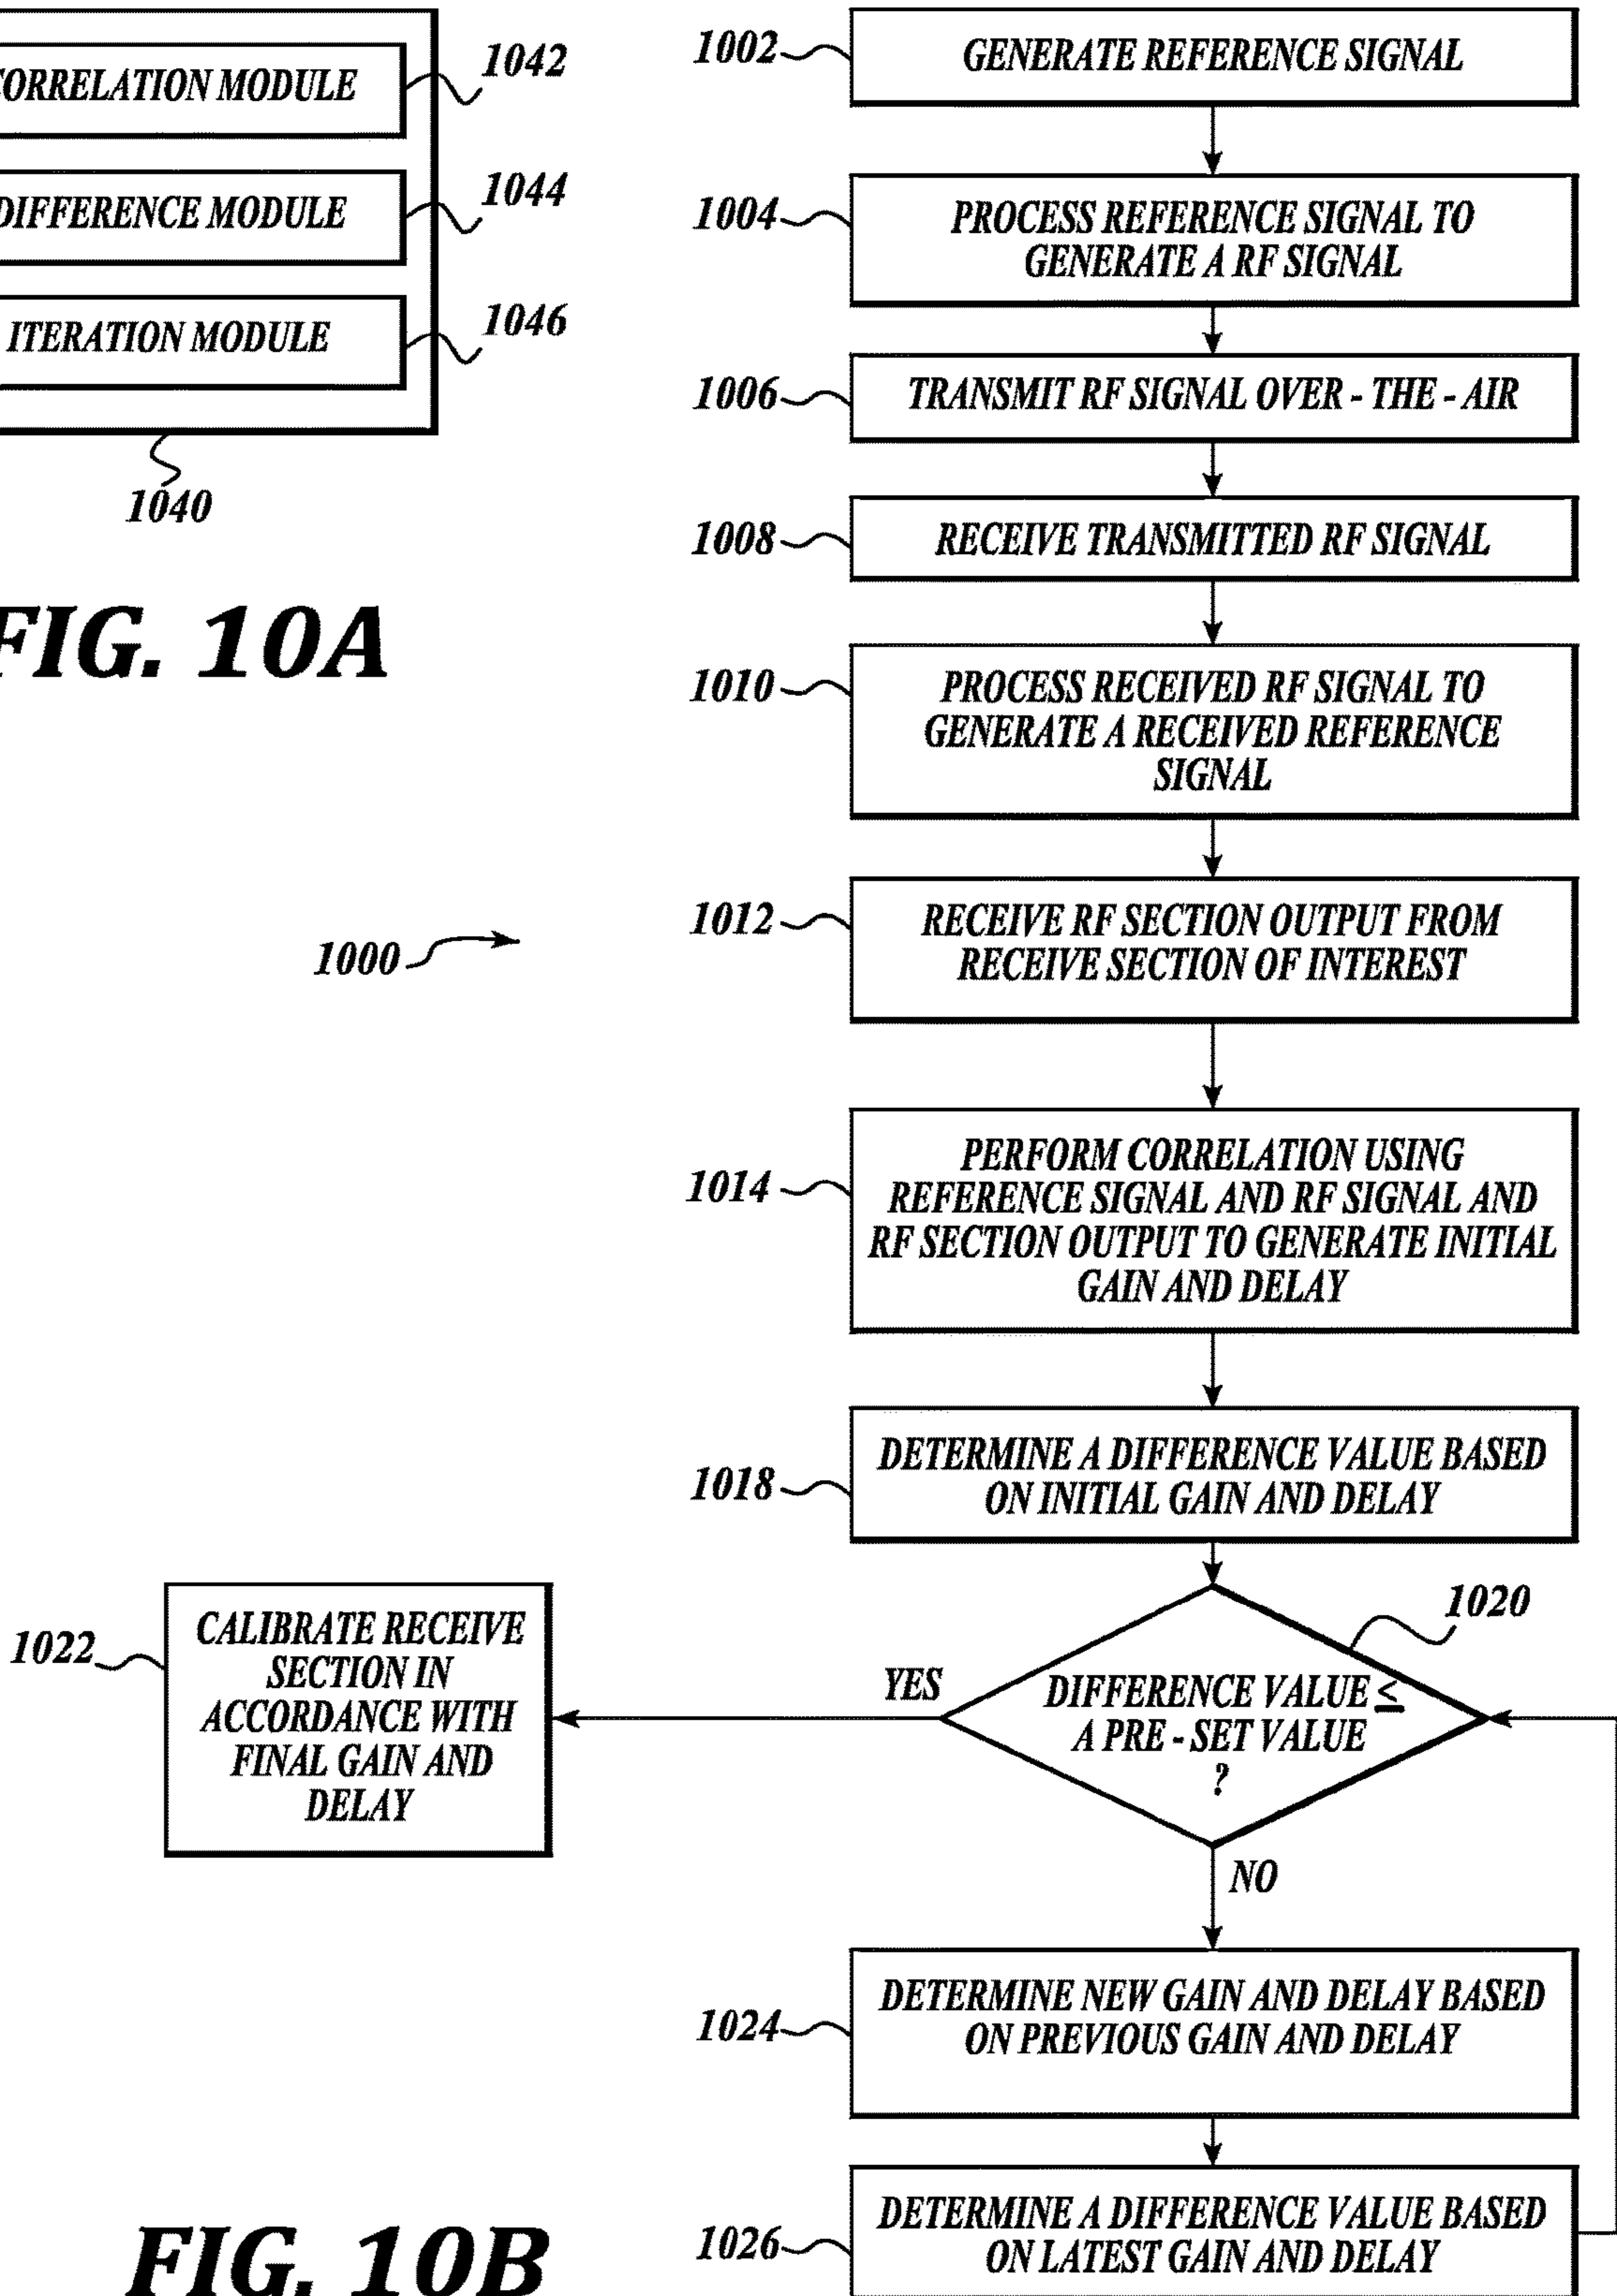 ORRELATION MODULE
1042
DIFFERENCE MODULE
1044
ITERATION MODULE
1046
1040
FIG. 10A
1002
GENERATE REFERENCE SIGNAL
1004
PROCESS REFERENCE SIGNAL TO
GENERATE A RF SIGNAL
1006
TRANSMIT RF SIGNAL OVER - THE - AIR
1008
RECEIVE TRANSMITTED RF SIGNAL
1010
PROCESS RECEIVED RF SIGNAL TO
GENERATE A RECEIVED REFERENCE
SIGNAL
1000
1012
RECEIVE RF SECTION OUTPUT FROM
RECEIVE SECTION OF INTEREST
1014
PERFORM CORRELATION USING
REFERENCE SIGNAL AND RF SIGNAL AND
RF SECTION OUTPUT TO GENERATE INITIAL
GAIN AND DELAY
1018
DETERMINE A DIFFERENCE VALUE BASED
ON INITIAL GAIN AND DELAY
1020
DIFFERENCE VALUE ≤
A PRE - SET VALUE
?
YES
1022
CALIBRATE RECEIVE
SECTION IN
ACCORDANCE WITH
FINAL GAIN AND
DELAY
NO
1024
DETERMINE NEW GAIN AND DELAY BASED
ON PREVIOUS GAIN AND DELAY
1026
DETERMINE A DIFFERENCE VALUE BASED
ON LATEST GAIN AND DELAY
FIG. 10B